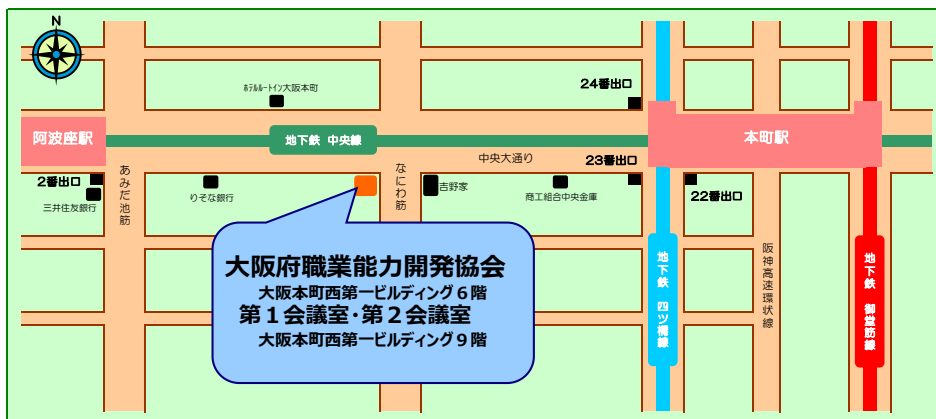 N
ﾎﾃﾙﾙｰﾄｲﾝ大阪本町
24番出口
阿波座駅
地下鉄 中央線
本町駅
中央大通り
23番出口
2番出口
三井住友銀行
あみだ池筋
りそな銀行
なにわ筋
吉野家
商工組合中央金庫
22番出口
大阪府職業能力開発協会
大阪本町西第一ビルディング6階
第1会議室・第2会議室
大阪本町西第一ビルディング9階
地下鉄 四ツ橋線
阪神高速環状線
地下鉄 御堂筋線